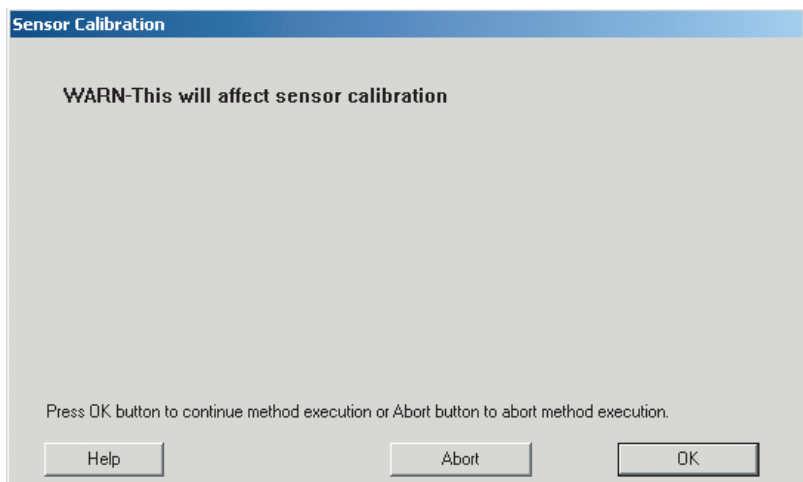 Sensor Calibration
WARN-This will affect sensor calibration
Press OK button to continue method execution or Abort button to abort method execution.
Help
Abort
OK